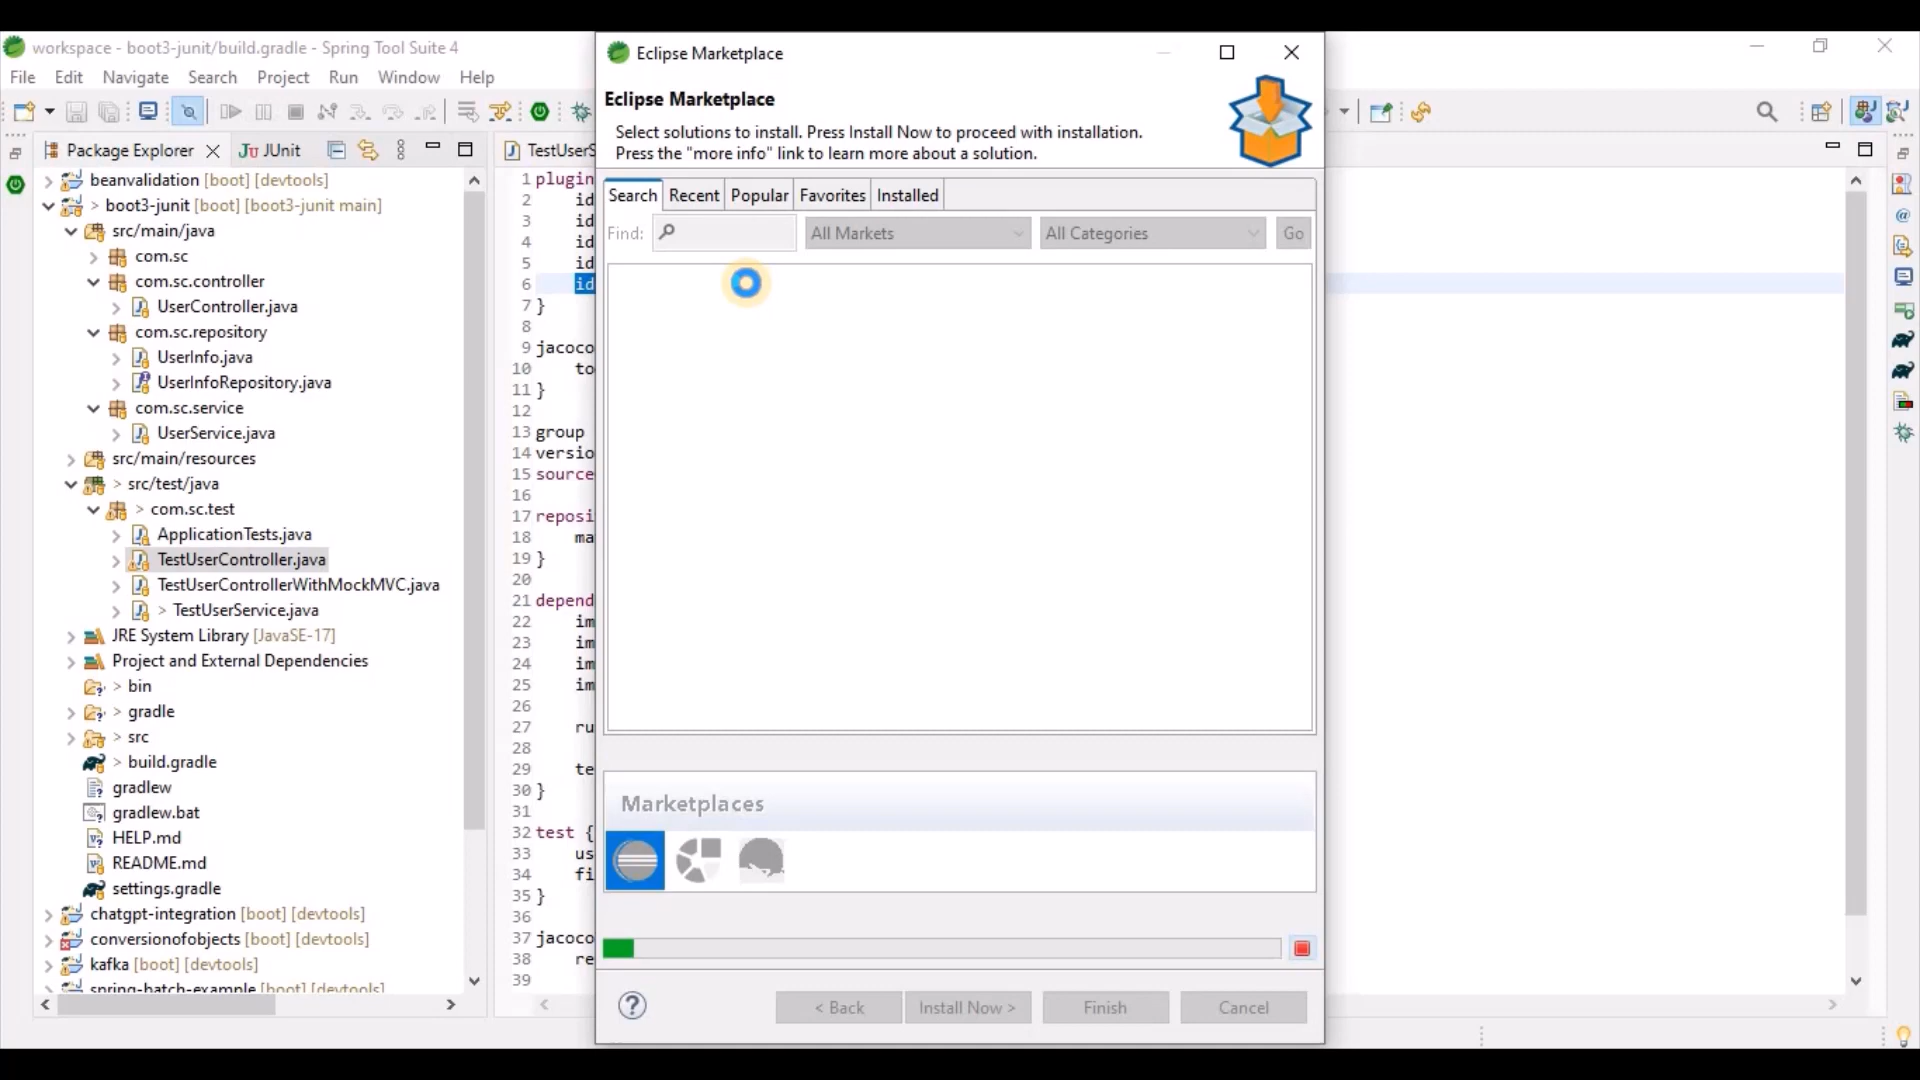 workspace - boot3-junit/build.gradle - Spring Tool Suite 4
File Edit Navigate Search Project Run Window Help
Package Explorer
JUnit
beanvalidation [boot] [devtools]
> boot3-junit [boot] [boot3-junit main]
src/main/java
com.sc
com.sc.controller
UserController.java
com.sc.repository
UserInfo.java
UserInfoRepository.java
com.sc.service
UserService.java
src/main/resources
> src/test/java
> com.sc.test
ApplicationTests.java
TestUserController.java
TestUserControllerWithMockMVC.java
> TestUserService.java
JRE System Library [JavaSE-17]
Project and External Dependencies
> bin
> gradle
> src
> build.gradle
gradlew
gradlew.bat
HELP.md
README.md
settings.gradle
chatgpt-integration [boot] [devtools]
conversionofobjects [boot] [devtools]
kafka [boot] [devtools]
spring-batch-example [boot] [devtools]
TestUserS
1 plugin
2 id
3 id
4 id
5 id
6 id
7 }
8
9 jacoco
10 to
11 }
12
13 group
14 versio
15 source
16
17 reposi
18 ma
19 }
20
21 depend
22 im
23 im
24 im
25 im
26
27 ru
28
29 te
30 }
31
32 test {
33 us
34 fi
35 }
36
37 jacoco
38 re
39
Eclipse Marketplace
Eclipse Marketplace
Select solutions to install. Press Install Now to proceed with installation.
Press the "more info" link to learn more about a solution.
Search Recent Popular Favorites Installed
Find: All Markets All Categories Go
Marketplaces
< Back Install Now > Finish Cancel